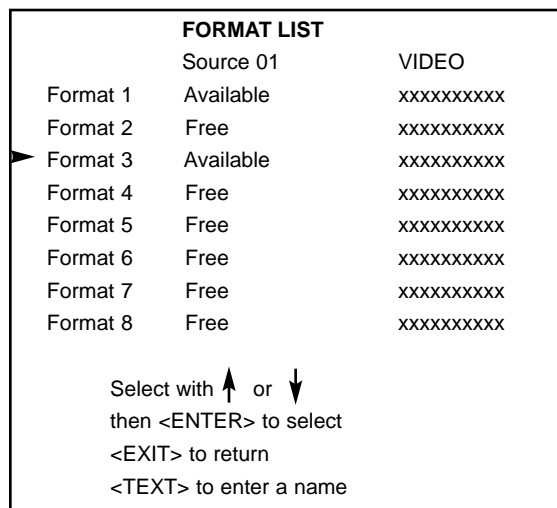 FORMAT LIST
Source 01 VIDEO
Format 1 Available xxxxxxxxxx
Format 2 Free xxxxxxxxxx
Format 3 Available xxxxxxxxxx
Format 4 Free xxxxxxxxxx
Format 5 Free xxxxxxxxxx
Format 6 Free xxxxxxxxxx
Format 7 Free xxxxxxxxxx
Format 8 Free xxxxxxxxxx
Select with or
then <ENTER> to select
<EXIT> to return
<TEXT> to enter a name